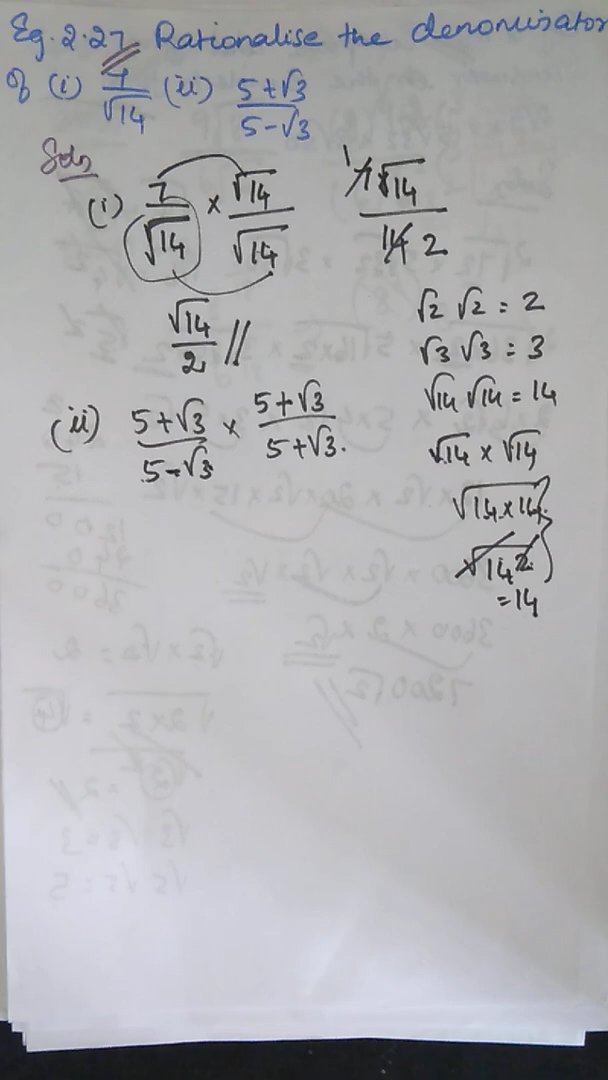 Eg. 2.27 Rationalise the denominator
of (i) 7/√14 (ii) 5+√3/5-√3
Soln
(i) 7/√14 × √14/√14
1 7√14/14 2
√14/2 //
√2 √2 = 2
√3 √3 = 3
√14 √14 = 14
√14 × √14
√14×14
√14²
=14
(ii) 5+√3/5-√3 × 5+√3/5+√3.